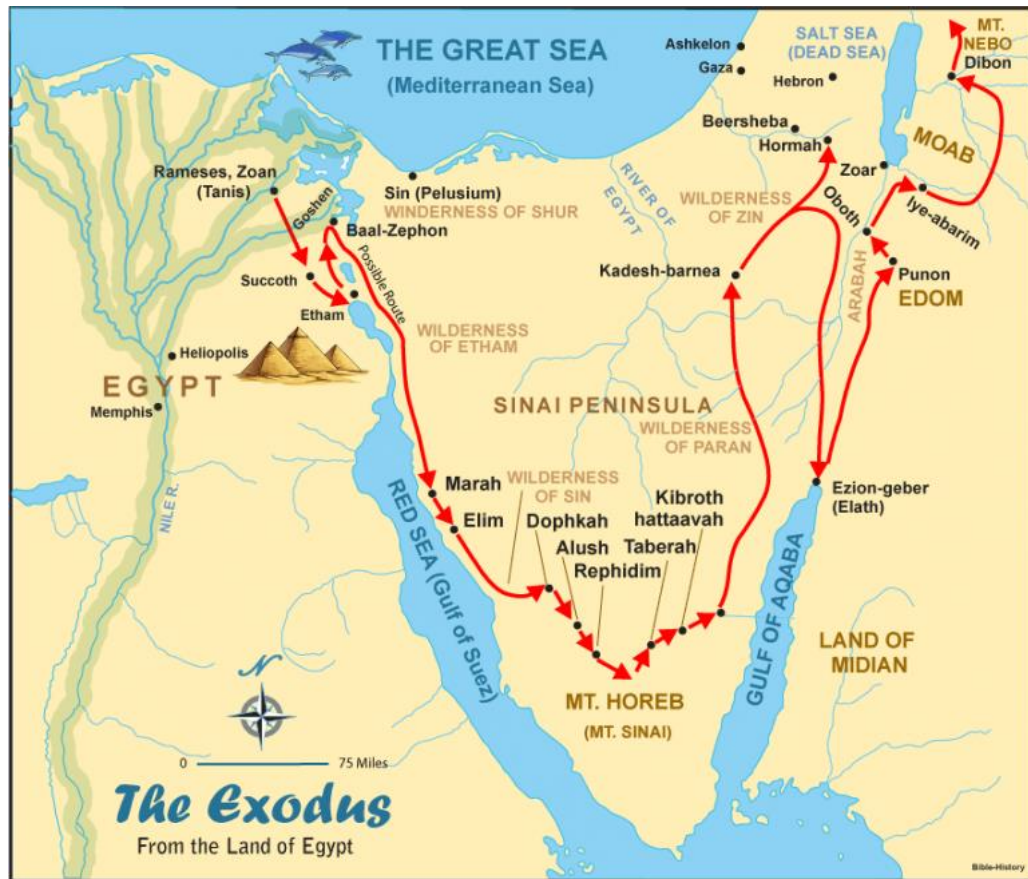 THE GREAT SEA
(Mediterranean Sea)
Ashkelon
Gaza
SALT SEA
(DEAD SEA)
Hebron
MT.
NEBO
Dibon
Beersheba
Hormah
MOAB
Zoar
Rameses, Zoan
(Tanis)
Goshen
Sin (Pelusium)
WINDERNESS OF SHUR
Baal-Zephon
RIVER OF
EGYPT
WILDERNESS
OF ZIN
Oboth
Iye-abarim
Succoth
Etham
Possible Route
Kadesh-barnea
ARABAH
Punon
EDOM
WILDERNESS
OF ETHAM
Heliopolis
EGYPT
Memphis
SINAI PENINSULA
WILDERNESS
OF PARAN
NILE R.
Marah
WILDERNESS
OF SIN
Elim
Dophkah
Alush
Rephidim
Kibroth
hattaavah
Taberah
Ezion-geber
(Elath)
RED SEA (Gulf of Suez)
GULF OF AQABA
LAND OF
MIDIAN
MT. HOREB
(MT. SINAI)
N
0 75 Miles
The Exodus
From the Land of Egypt
Bible-History